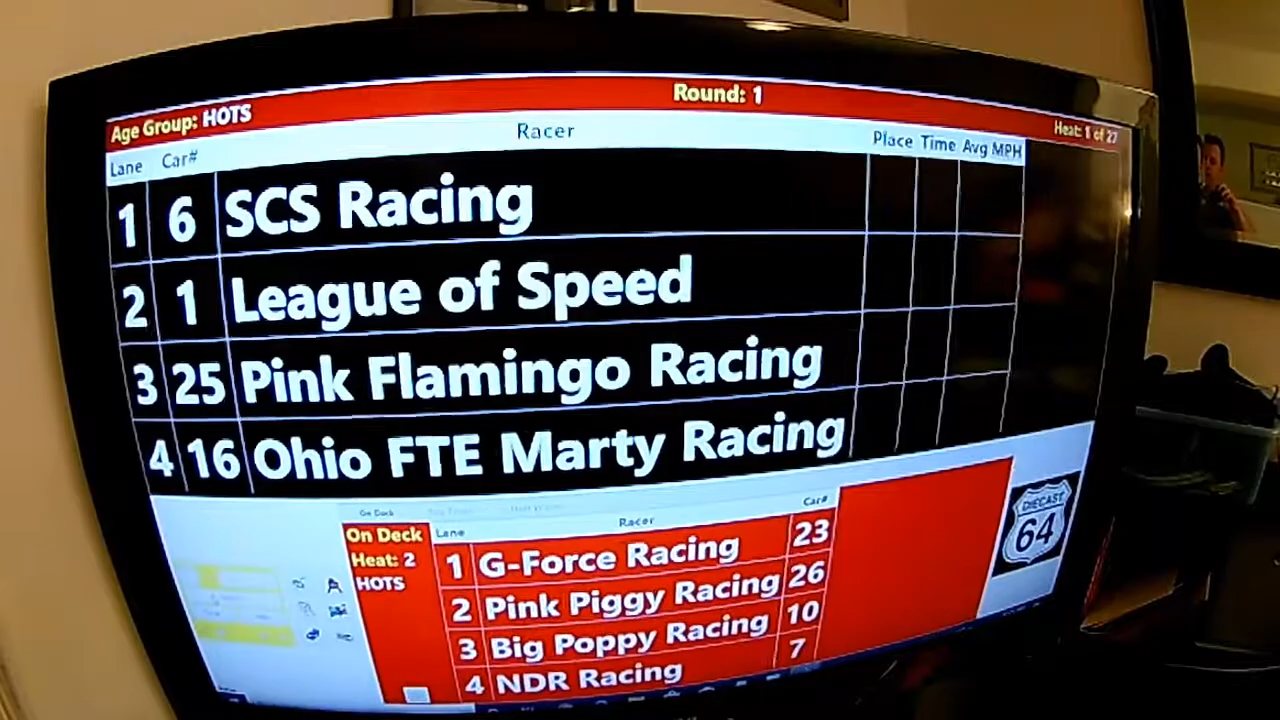 Age Group: HOTS Round: 1 Heat: 1 of 27
Lane Car# Racer Place Time Avg MPH
1 6 SCS Racing
2 1 League of Speed
3 25 Pink Flamingo Racing
4 16 Ohio FTE Marty Racing
On Deck
On Deck
Heat: 2
HOTS
Lane Racer Car#
1 G-Force Racing 23
2 Pink Piggy Racing 26
3 Big Poppy Racing 10
4 NDR Racing 7
DIECAST
64